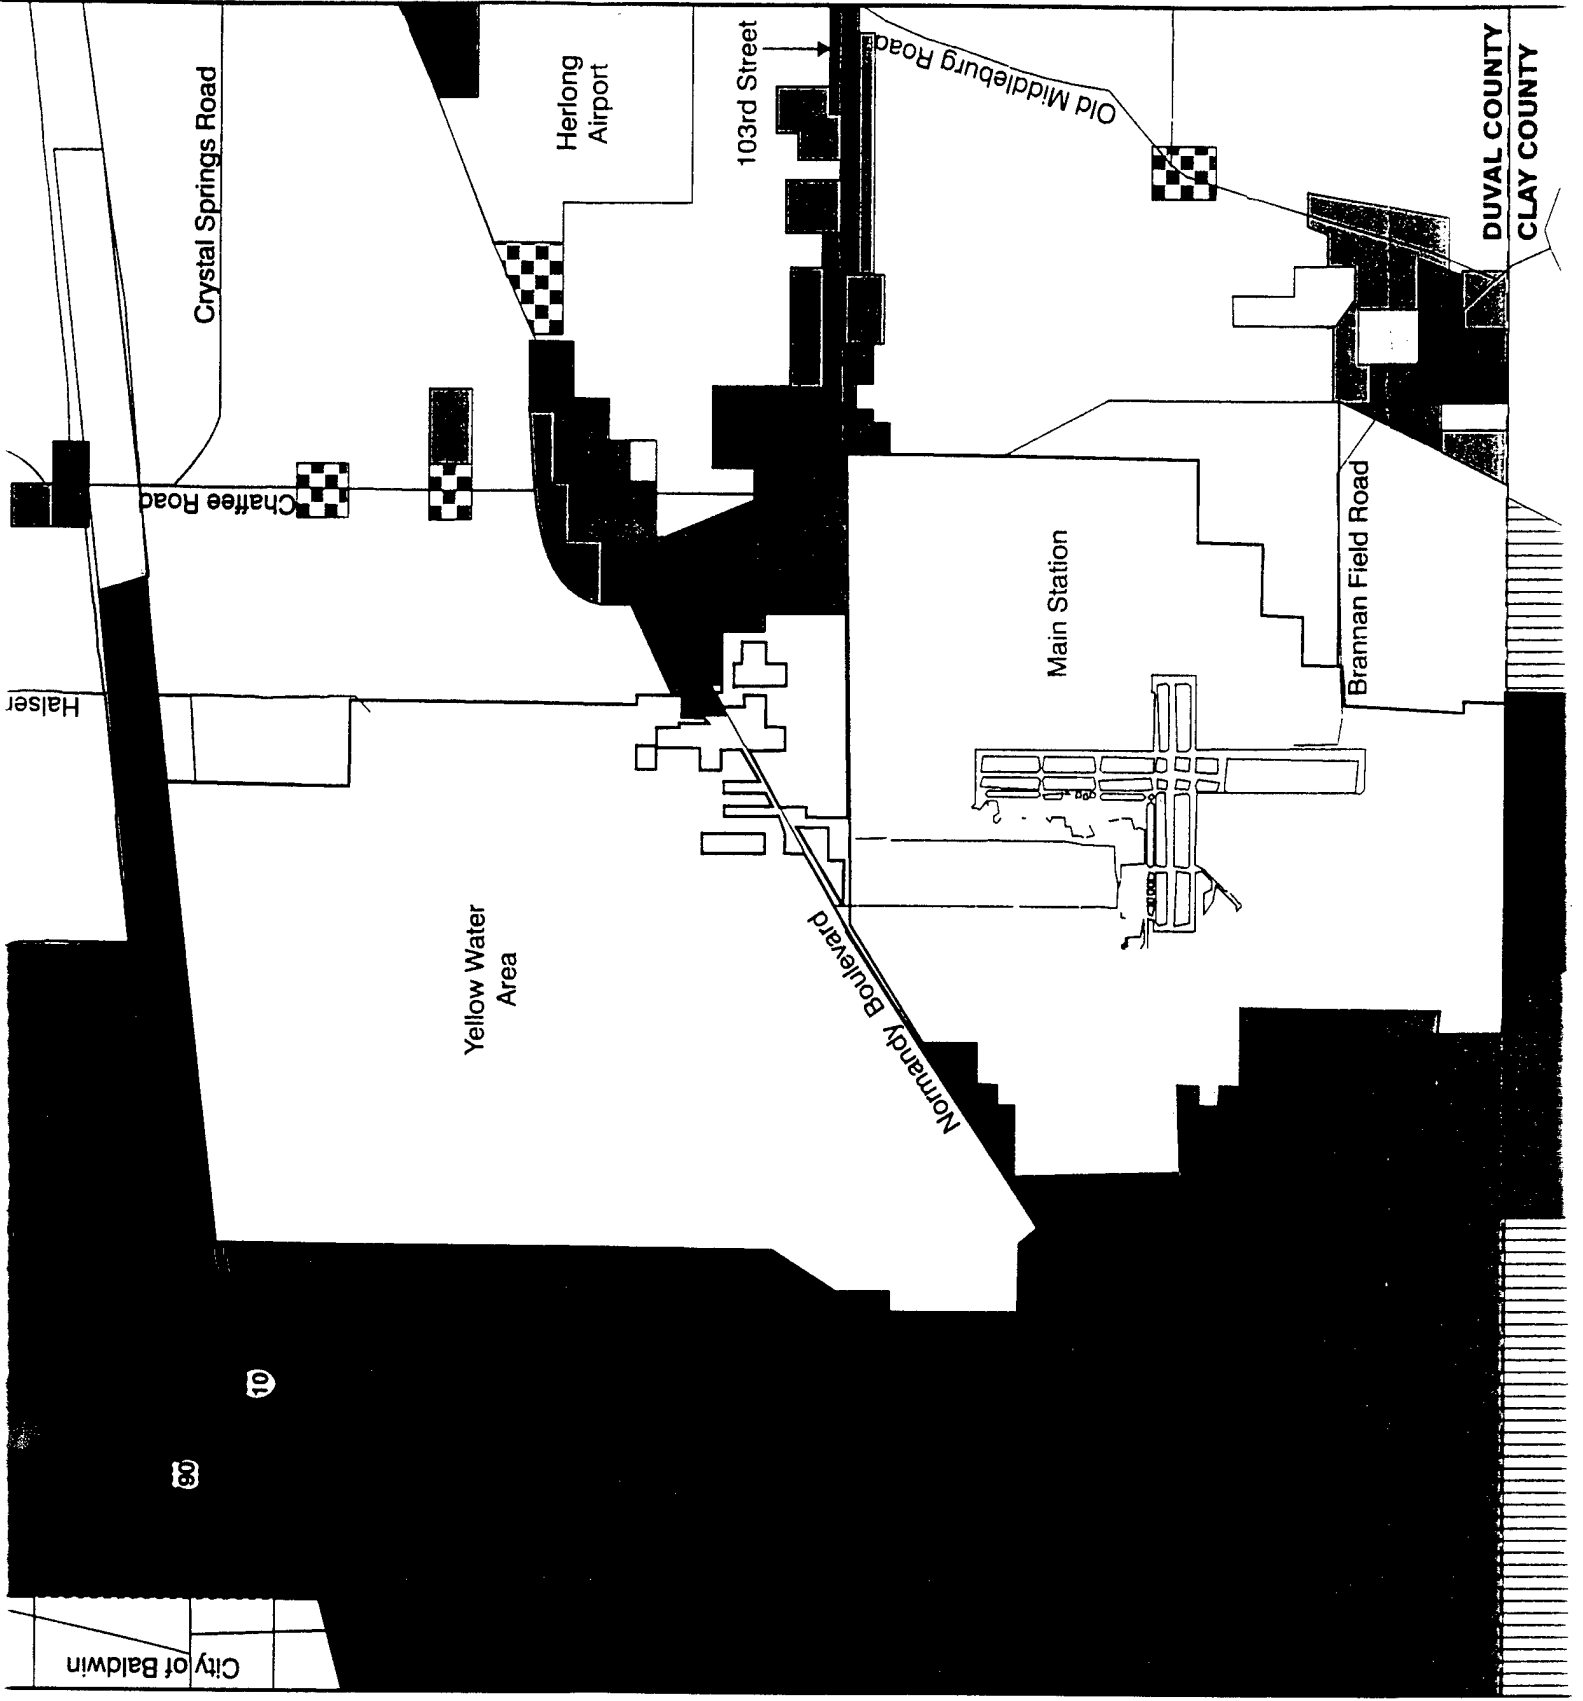 Crystal Springs Road
Herlong
Airport
103rd Street
Old Middleburg Road
DUVAL COUNTY
CLAY COUNTY
Chaffee Road
Halser
Main Station
Brannan Field Road
Yellow Water
Area
Normandy Boulevard
10
90
City of Baldwin